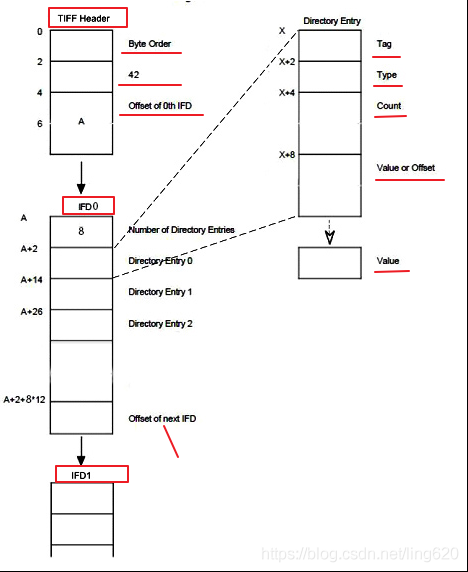 TIFF Header
Directory Entry
0
Byte Order
X
Tag
2
42
X+2
Type
4
Offset of 0th IFD
X+4
Count
6
A
X+8
Value or Offset
A
IFD0
8
Number of Directory Entries
A+2
Directory Entry 0
Value
A+14
Directory Entry 1
A+26
Directory Entry 2
A+2+8*12
Offset of next IFD
IFD1
https://blog.csdn.net/ling620